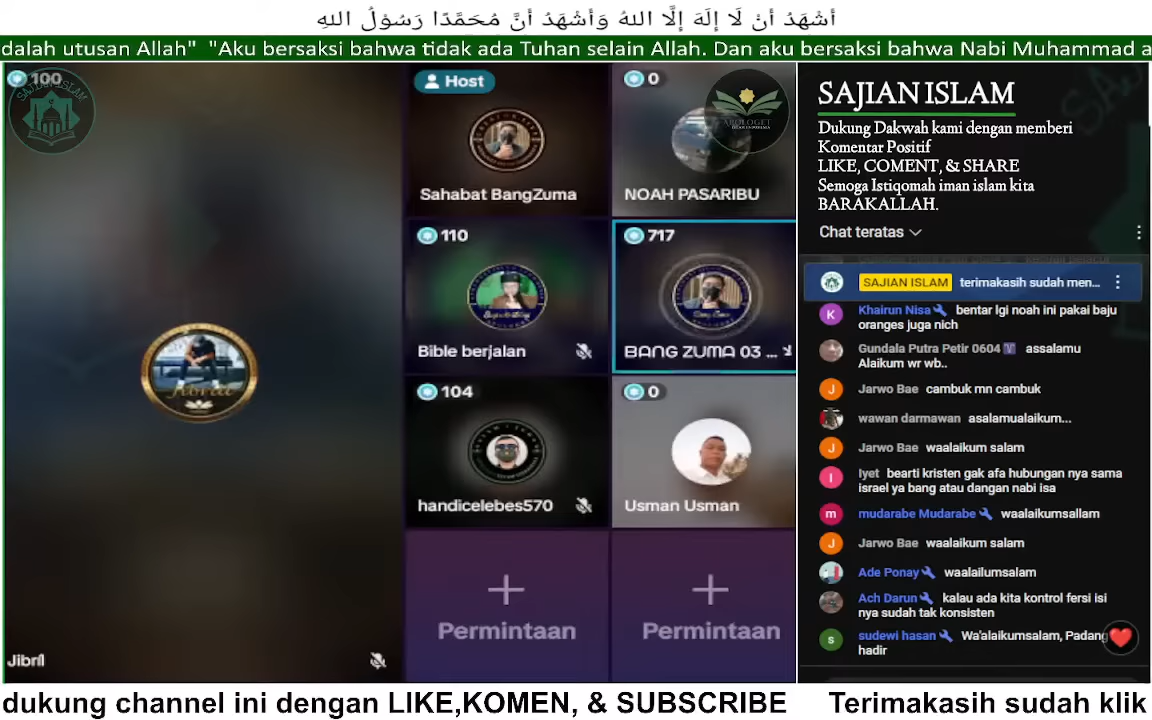 أَشْهَدُ أَنْ لَا إِلَهَ إِلَّا اللهُ وَأَشْهَدُ أَنَّ مُحَمَّدًا رَسُوْلُ اللهِ
dalah utusan Allah" "Aku bersaksi bahwa tidak ada Tuhan selain Allah. Dan aku bersaksi bahwa Nabi Muhammad a
100
SAJIAN ISLAM
Jibril
Host
Sahabat BangZuma
0
NOAH PASARIBU
110
Bible berjalan
717
BANG ZUMA 03 ...
104
handicelebes570
0
Usman Usman
Permintaan
Permintaan
SAJIAN ISLAM
Dukung Dakwah kami dengan memberi
Komentar Positif
LIKE, COMENT, & SHARE
Semoga Istiqomah iman islam kita
BARAKALLAH.
Chat teratas
SAJIAN ISLAM terimakasih sudah men...
K Khairun Nisa bentar lgi noah ini pakai baju
oranges juga nich
Gundala Putra Petir 0604 assalamu
Alaikum wr wb..
J Jarwo Bae cambuk mn cambuk
wawan darmawan asalamualaikum...
J Jarwo Bae waalaikum salam
I Iyet bearti kristen gak afa hubungan nya sama
israel ya bang atau dangan nabi isa
m mudarabe Mudarabe waalaikumsallam
J Jarwo Bae waalaikum salam
Ade Ponay waalailumsalam
Ach Darun kalau ada kita kontrol fersi isi
nya sudah tak konsisten
s sudewi hasan Wa'alaikumsalam, Padang
hadir
dukung channel ini dengan LIKE,KOMEN, & SUBSCRIBE Terimakasih sudah klik